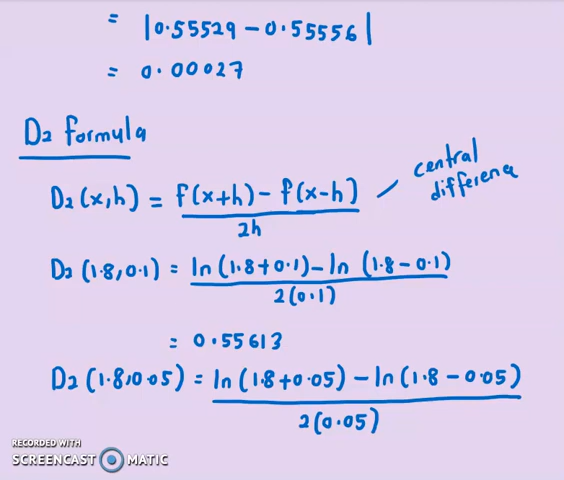 = |0.55529 - 0.55556|
= 0.00027
D2 formula
D2(x,h) = f(x+h) - f(x-h) / 2h
central difference
D2(1.8,0.1) = ln(1.8+0.1) - ln(1.8-0.1) / 2(0.1)
= 0.55613
D2(1.8,0.05) = ln(1.8+0.05) - ln(1.8-0.05) / 2(0.05)
RECORDED WITH
SCREENCAST MATIC